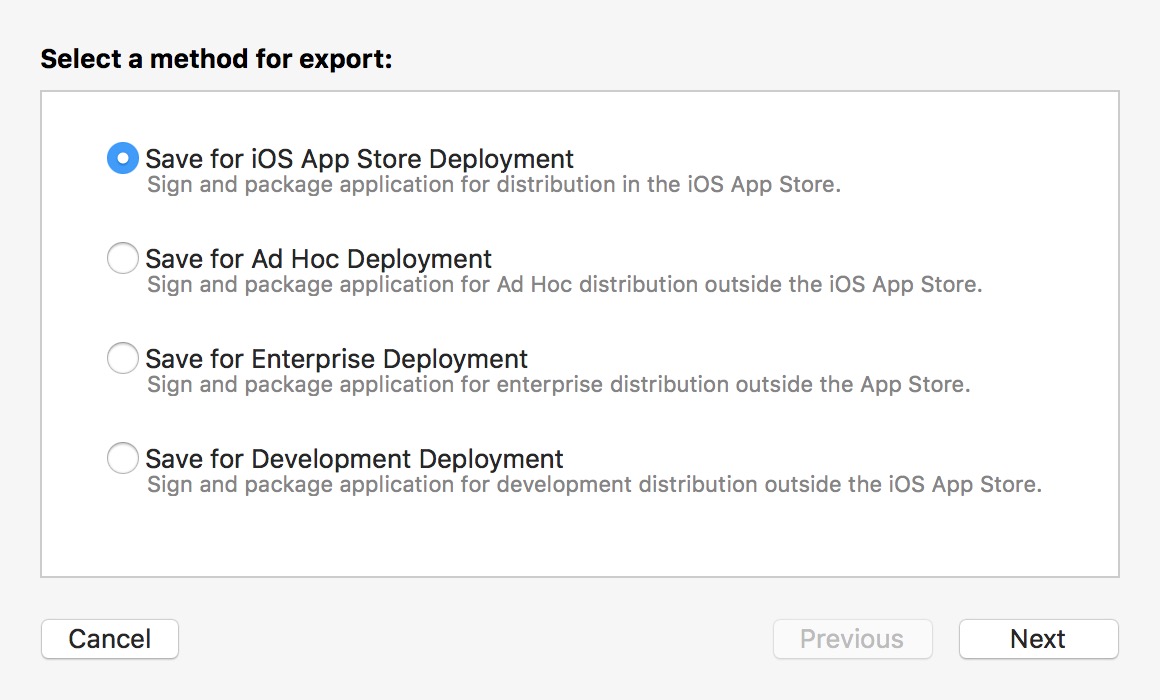 Select a method for export:
Save for iOS App Store Deployment
Sign and package application for distribution in the iOS App Store.
Save for Ad Hoc Deployment
Sign and package application for Ad Hoc distribution outside the iOS App Store.
Save for Enterprise Deployment
Sign and package application for enterprise distribution outside the App Store.
Save for Development Deployment
Sign and package application for development distribution outside the iOS App Store.
Cancel Previous Next